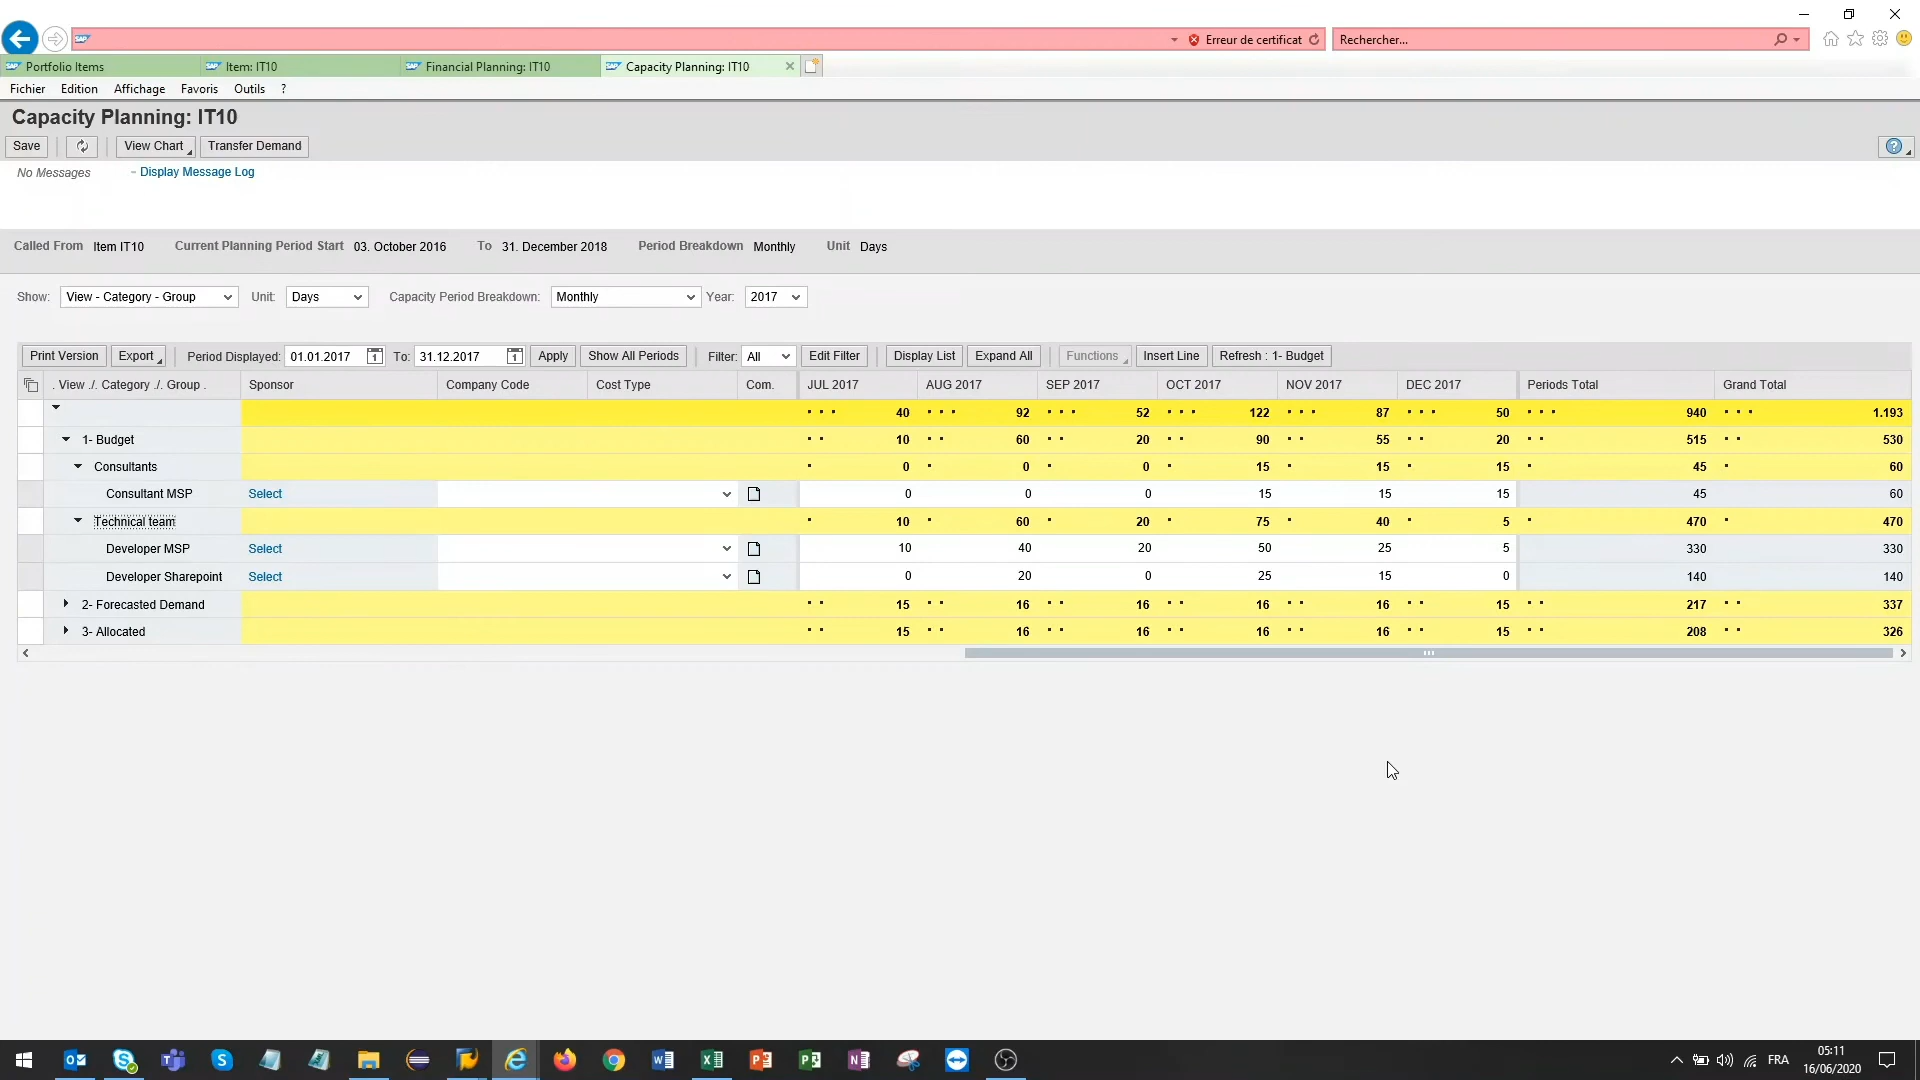 SAP
Erreur de certificat
Rechercher...
SAP Portfolio Items
SAP Item: IT10
SAP Financial Planning: IT10
SAP Capacity Planning: IT10
Fichier Edition Affichage Favoris Outils ?
Capacity Planning: IT10
Save View Chart Transfer Demand
No Messages - Display Message Log
Called From Item IT10 Current Planning Period Start 03. October 2016 To 31. December 2018 Period Breakdown Monthly Unit Days
Show: View - Category - Group Unit: Days Capacity Period Breakdown: Monthly Year: 2017
Print Version Export Period Displayed: 01.01.2017 To: 31.12.2017 Apply Show All Periods Filter: All Edit Filter Display List Expand All Functions Insert Line Refresh : 1- Budget
. View ./. Category ./. Group . Sponsor Company Code Cost Type Com. JUL 2017 AUG 2017 SEP 2017 OCT 2017 NOV 2017 DEC 2017 Periods Total Grand Total
40 92 52 122 87 50 940 1.193
1- Budget 10 60 20 90 55 20 515 530
Consultants 0 0 0 15 15 15 45 60
Consultant MSP Select 0 0 0 15 15 15 45 60
Technical team 10 60 20 75 40 5 470 470
Developer MSP Select 10 40 20 50 25 5 330 330
Developer Sharepoint Select 0 20 0 25 15 0 140 140
2- Forecasted Demand 15 16 16 16 16 15 217 337
3- Allocated 15 16 16 16 16 15 208 326
FRA
05:11
16/06/2020